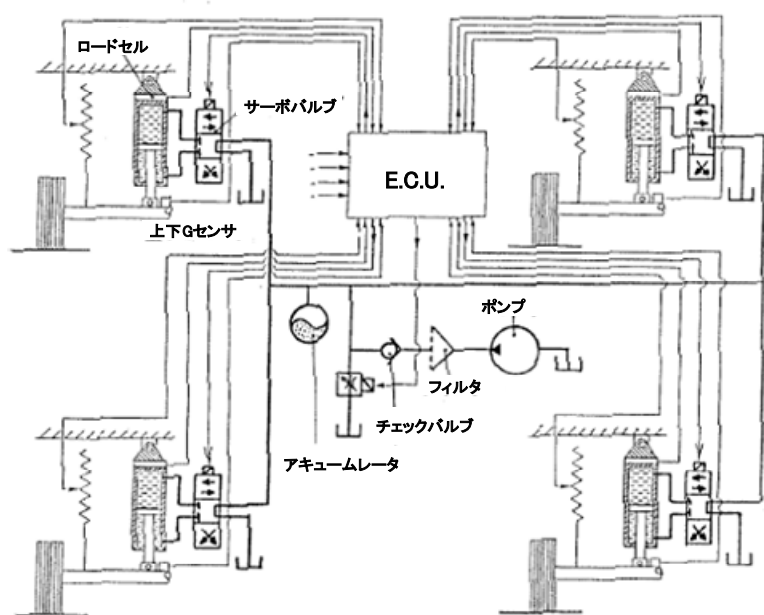 ロードセル
サーボバルブ
E.C.U.
上下Gセンサ
ポンプ
フィルタ
チェックバルブ
アキュームレータ